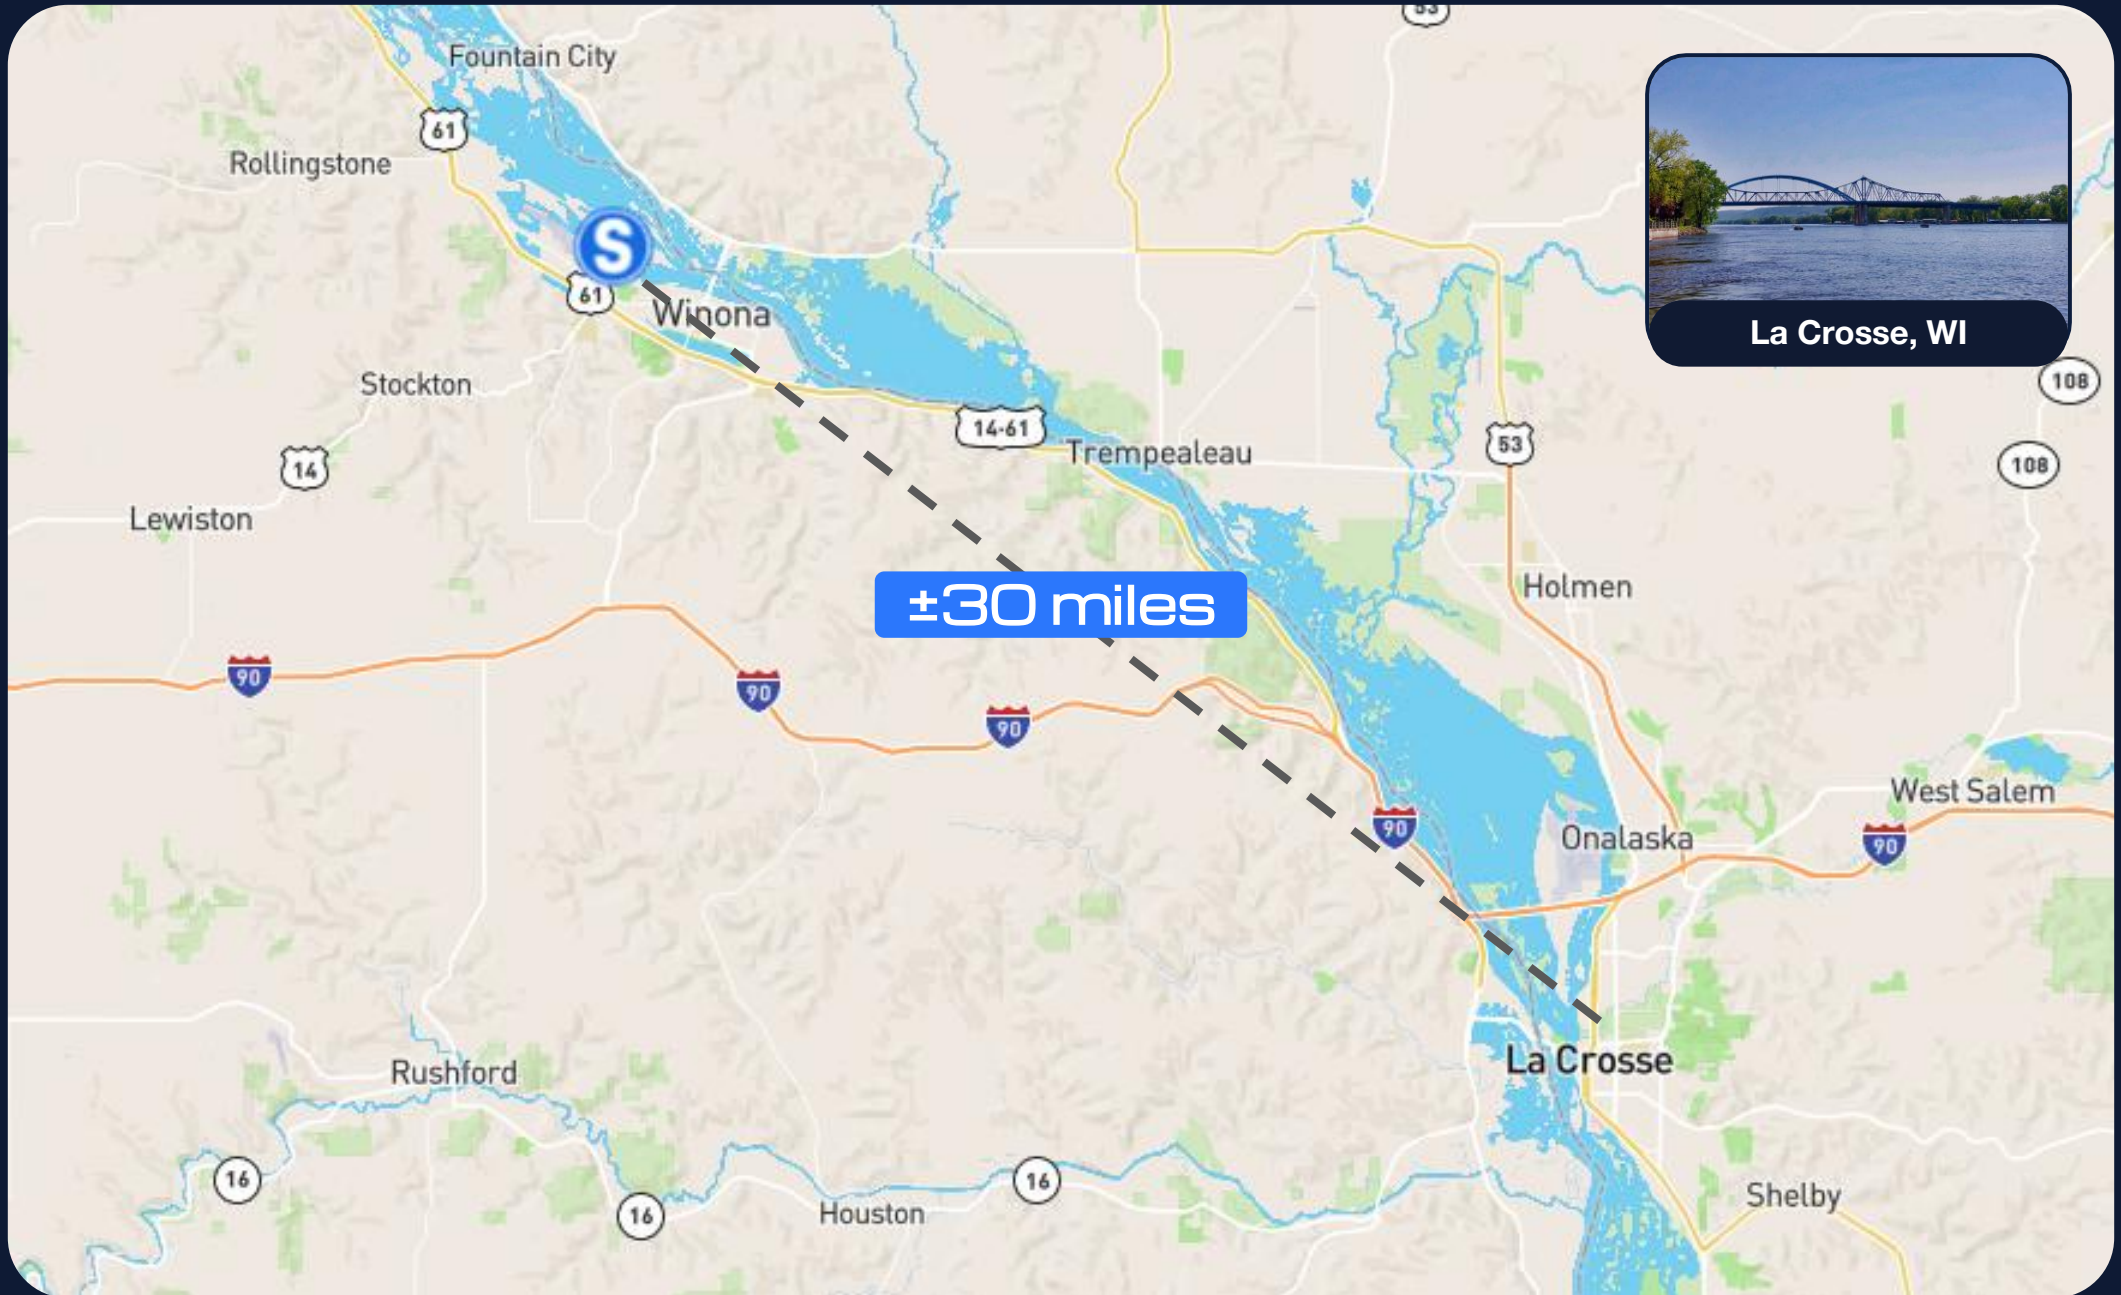 53
Fountain City
61
Rollingstone
La Crosse, WI
S
61
Winona
Stockton
108
14-61
Trempealeau
53
14
108
Lewiston
Holmen
±30 miles
90
90
90
West Salem
90
Onalaska
90
La Crosse
Rushford
16
16
Shelby
16
Houston